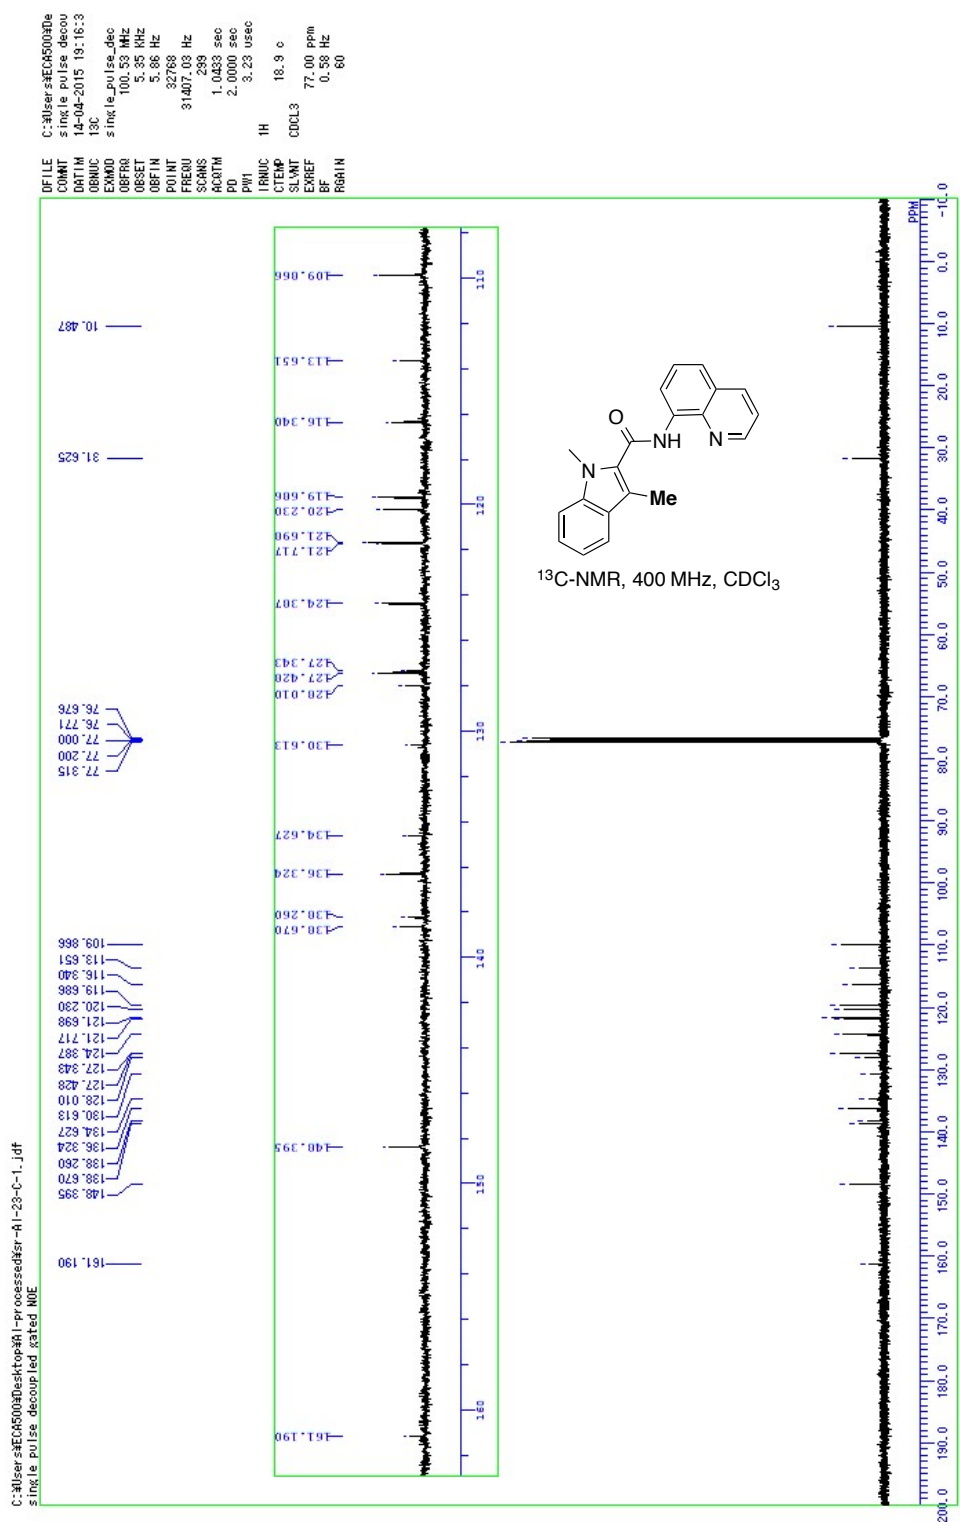 C:¥Users¥ECA500¥Desktop¥AI-processed¥sr-AI-23-C-1.jdf
single pulse decoupled gated NOE
DFILE C:¥Users¥ECA500¥De
COMNT single pulse decou
DATIM 14-04-2015 19:16:3
OBNUC 13C
EXMOD single_pulse_dec
OBFRQ 100.53 MHz
OBSET 5.35 KHz
OBFIN 5.86 Hz
POINT 32768
FREQU 31407.03 Hz
SCANS 299
ACQTM 1.0433 sec
PD 2.0000 sec
PW1 3.23 usec
IRNUC 1H
CTEMP 18.9 c
SLVNT CDCL3
EXREF 77.00 ppm
BF 0.58 Hz
RGAIN 60
161.190
148.395
138.670
138.260
136.324
134.627
130.613
128.010
127.428
127.343
124.387
121.717
121.698
120.230
119.686
116.340
113.651
109.866
77.315
77.200
77.000
76.771
76.676
31.625
10.487
161.190
148.395
138.670
138.260
136.324
134.627
130.613
128.010
127.428
127.343
124.387
121.717
121.698
120.230
119.686
116.340
113.651
109.866
160
150
140
130
120
110
O
NH
N
N
Me
13C-NMR, 400 MHz, CDCl3
PPM
200.0
190.0
180.0
170.0
160.0
150.0
140.0
130.0
120.0
110.0
100.0
90.0
80.0
70.0
60.0
50.0
40.0
30.0
20.0
10.0
0.0
-10.0